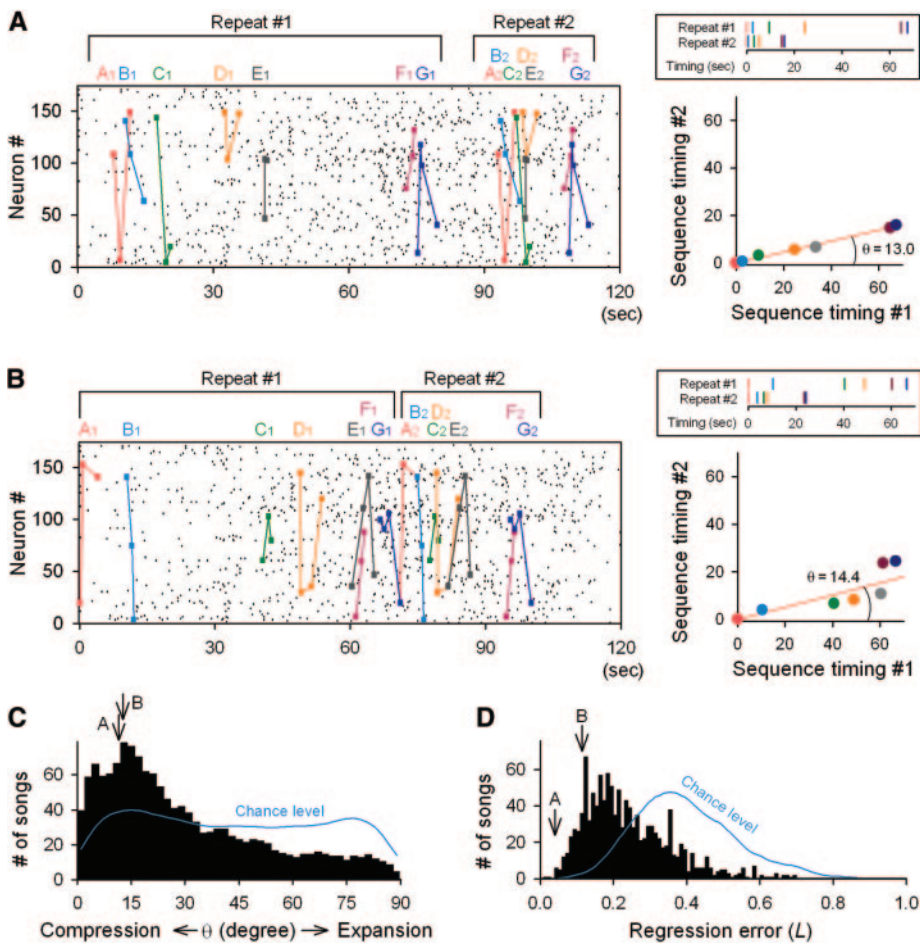 A
Repeat #1
Repeat #2
B2 D2 F2
A1 B1 C1 D1 E1 F1 G1 A2 C2 E2 G2
Neuron #
150
100
50
0
0 30 60 90 120
(sec)
Repeat #1
Repeat #2
Timing (sec) 0 20 40 60
Sequence timing #2
60
40
20
0
θ = 13.0
0 20 40 60
Sequence timing #1
B
Repeat #1
Repeat #2
F1 B2 D2 F2
A1 B1 C1 D1 E1 G1 A2 C2 E2 G2
Neuron #
150
100
50
0
0 30 60 90 120
(sec)
Repeat #1
Repeat #2
Timing (sec) 0 20 40 60
Sequence timing #2
60
40
20
0
θ = 14.4
0 20 40 60
Sequence timing #1
C
A B
# of songs
60
40
20
0
Chance level
0 15 30 45 60 75 90
Compression ← θ (degree) → Expansion
D
A B
# of songs
60
40
20
0
Chance level
0.0 0.2 0.4 0.6 0.8 1.0
Regression error (L)